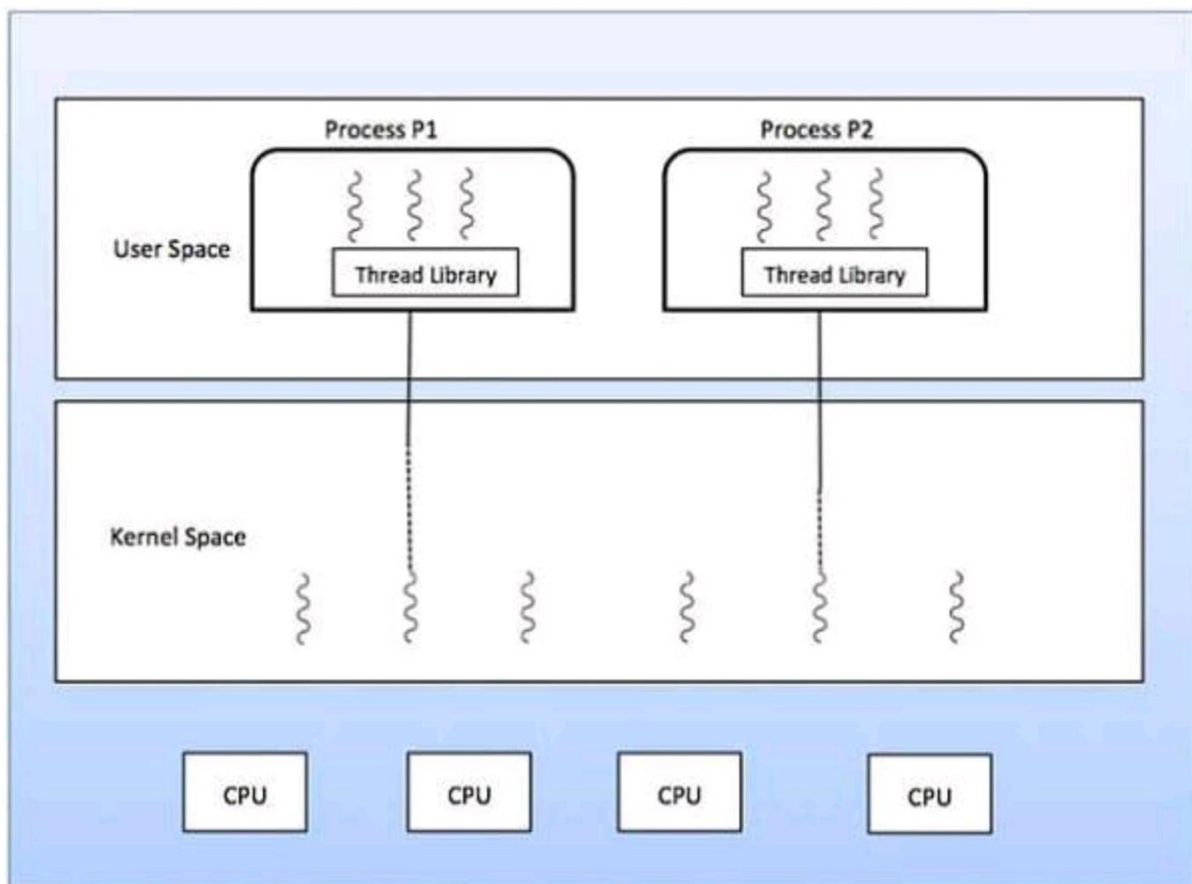 Process P1
Process P2
User Space
Thread Library
Thread Library
Kernel Space
CPU
CPU
CPU
CPU